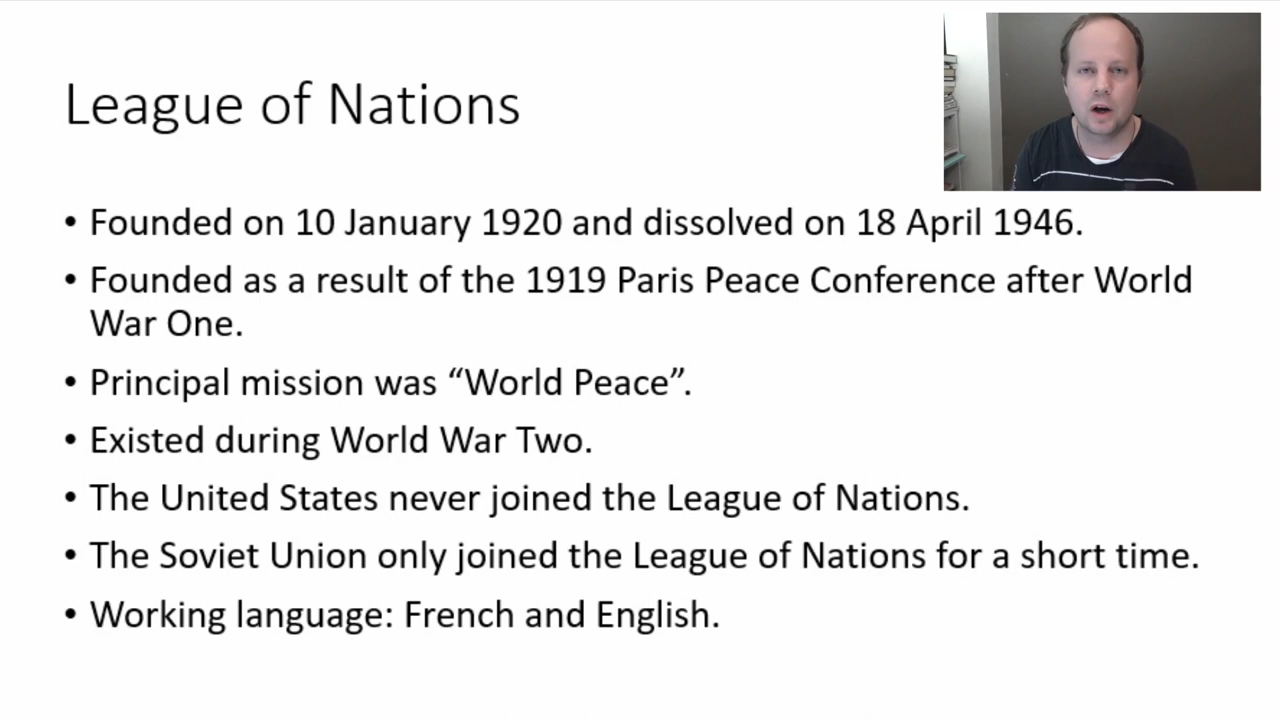 League of Nations
• Founded on 10 January 1920 and dissolved on 18 April 1946.
• Founded as a result of the 1919 Paris Peace Conference after World
War One.
• Principal mission was “World Peace”.
• Existed during World War Two.
• The United States never joined the League of Nations.
• The Soviet Union only joined the League of Nations for a short time.
• Working language: French and English.